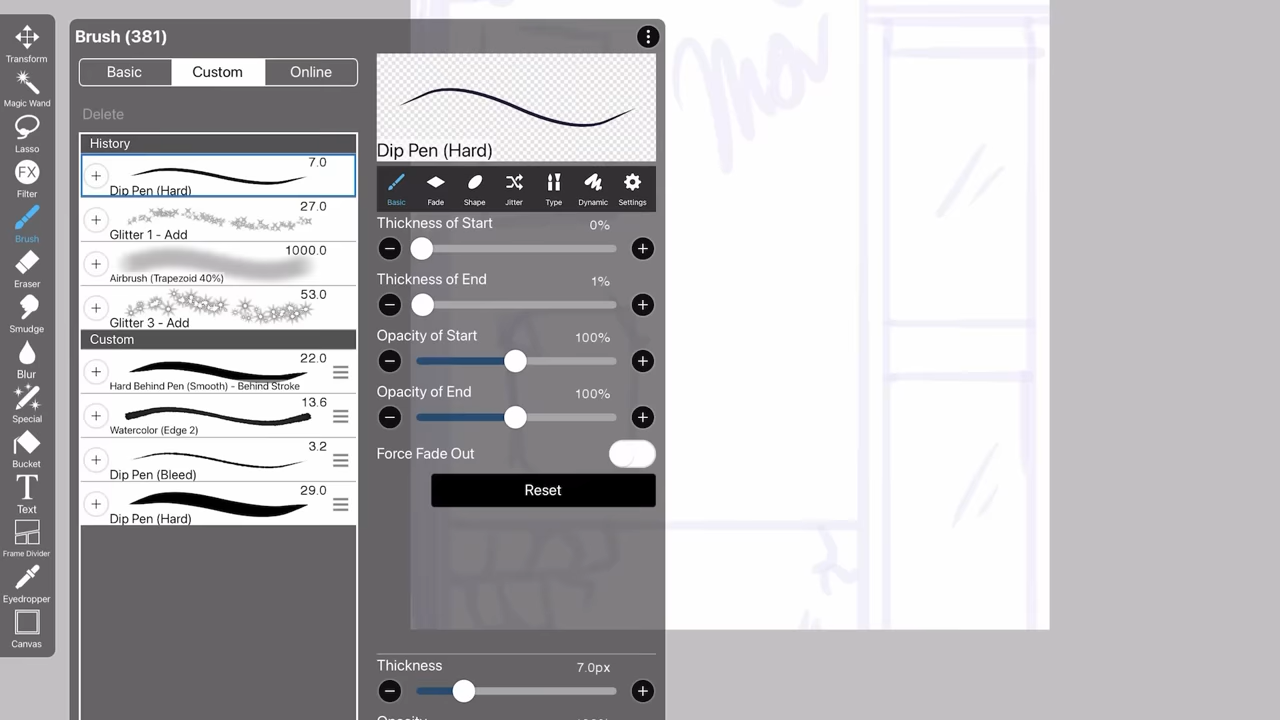 Brush (381)
Basic
Custom
Online
Delete
History
7.0
Dip Pen (Hard)
27.0
Glitter 1 - Add
1000.0
Airbrush (Trapezoid 40%)
53.0
Glitter 3 - Add
Custom
22.0
Hard Behind Pen (Smooth) - Behind Stroke
13.6
Watercolor (Edge 2)
3.2
Dip Pen (Bleed)
29.0
Dip Pen (Hard)
Dip Pen (Hard)
Basic
Fade
Shape
Jitter
Type
Dynamic
Settings
Thickness of Start
0%
Thickness of End
1%
Opacity of Start
100%
Opacity of End
100%
Force Fade Out
Reset
Thickness
7.0px
Transform
Magic Wand
Lasso
FX
Filter
Brush
Eraser
Smudge
Blur
Special
Bucket
T
Text
Frame Divider
Eyedropper
Canvas